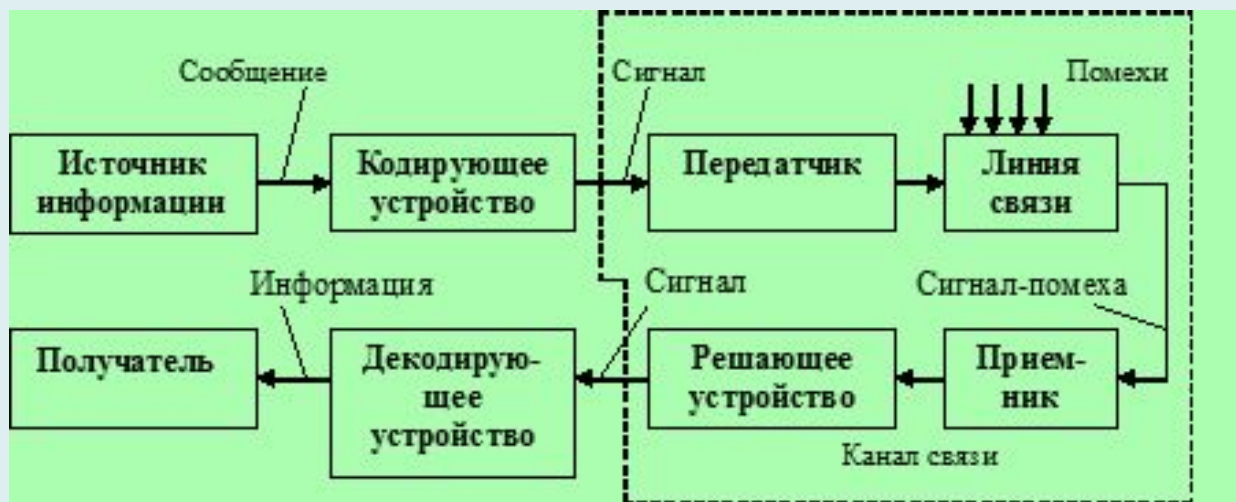 Сообщение
Сигнал
Помехи
Источник
информации
Кодирующее
устройство
Передатчик
Линия
связи
Информация
Сигнал
Сигнал-помеха
Получатель
Декодирую-
щее
устройство
Решающее
устройство
Прием-
ник
Канал связи